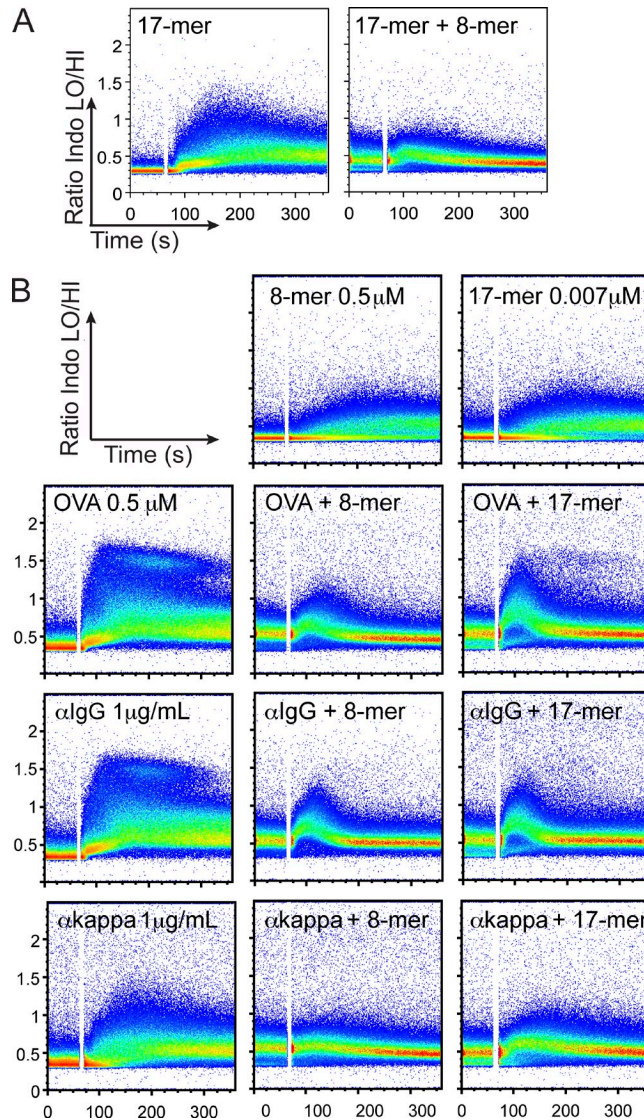 A
17-mer
17-mer + 8-mer
Ratio Indo LO/HI
2
1.5
1
0.5
0
0 100 200 300
0 100 200 300
Time (s)
B
8-mer 0.5μM
17-mer 0.007μM
Ratio Indo LO/HI
Time (s)
OVA 0.5 μM
OVA + 8-mer
OVA + 17-mer
2
1.5
1
0.5
αIgG 1μg/mL
αIgG + 8-mer
αIgG + 17-mer
2
1.5
1
0.5
αkappa 1μg/mL
αkappa + 8-mer
αkappa + 17-mer
2
1.5
1
0.5
0
0 100 200 300
0 100 200 300
0 100 200 300